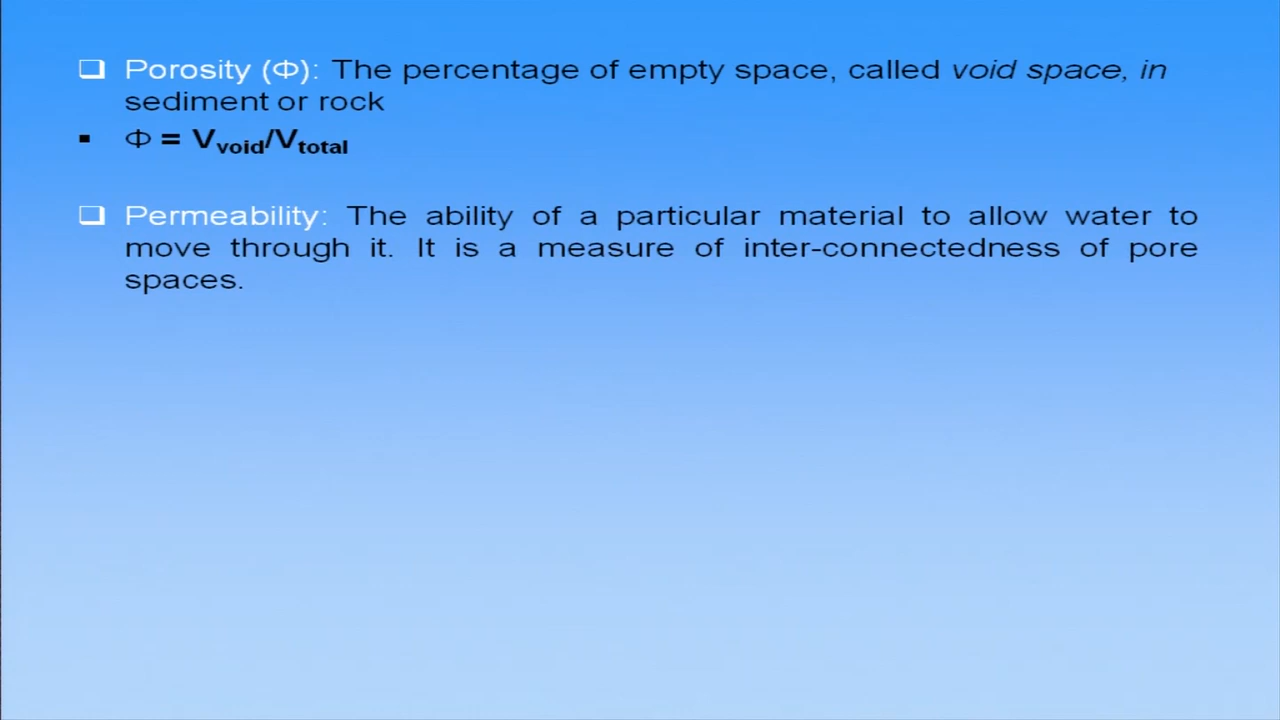 ❑ Porosity (Φ): The percentage of empty space, called void space, in
sediment or rock
▪ Φ = Vvoid/Vtotal
❑ Permeability: The ability of a particular material to allow water to
move through it. It is a measure of inter-connectedness of pore
spaces.